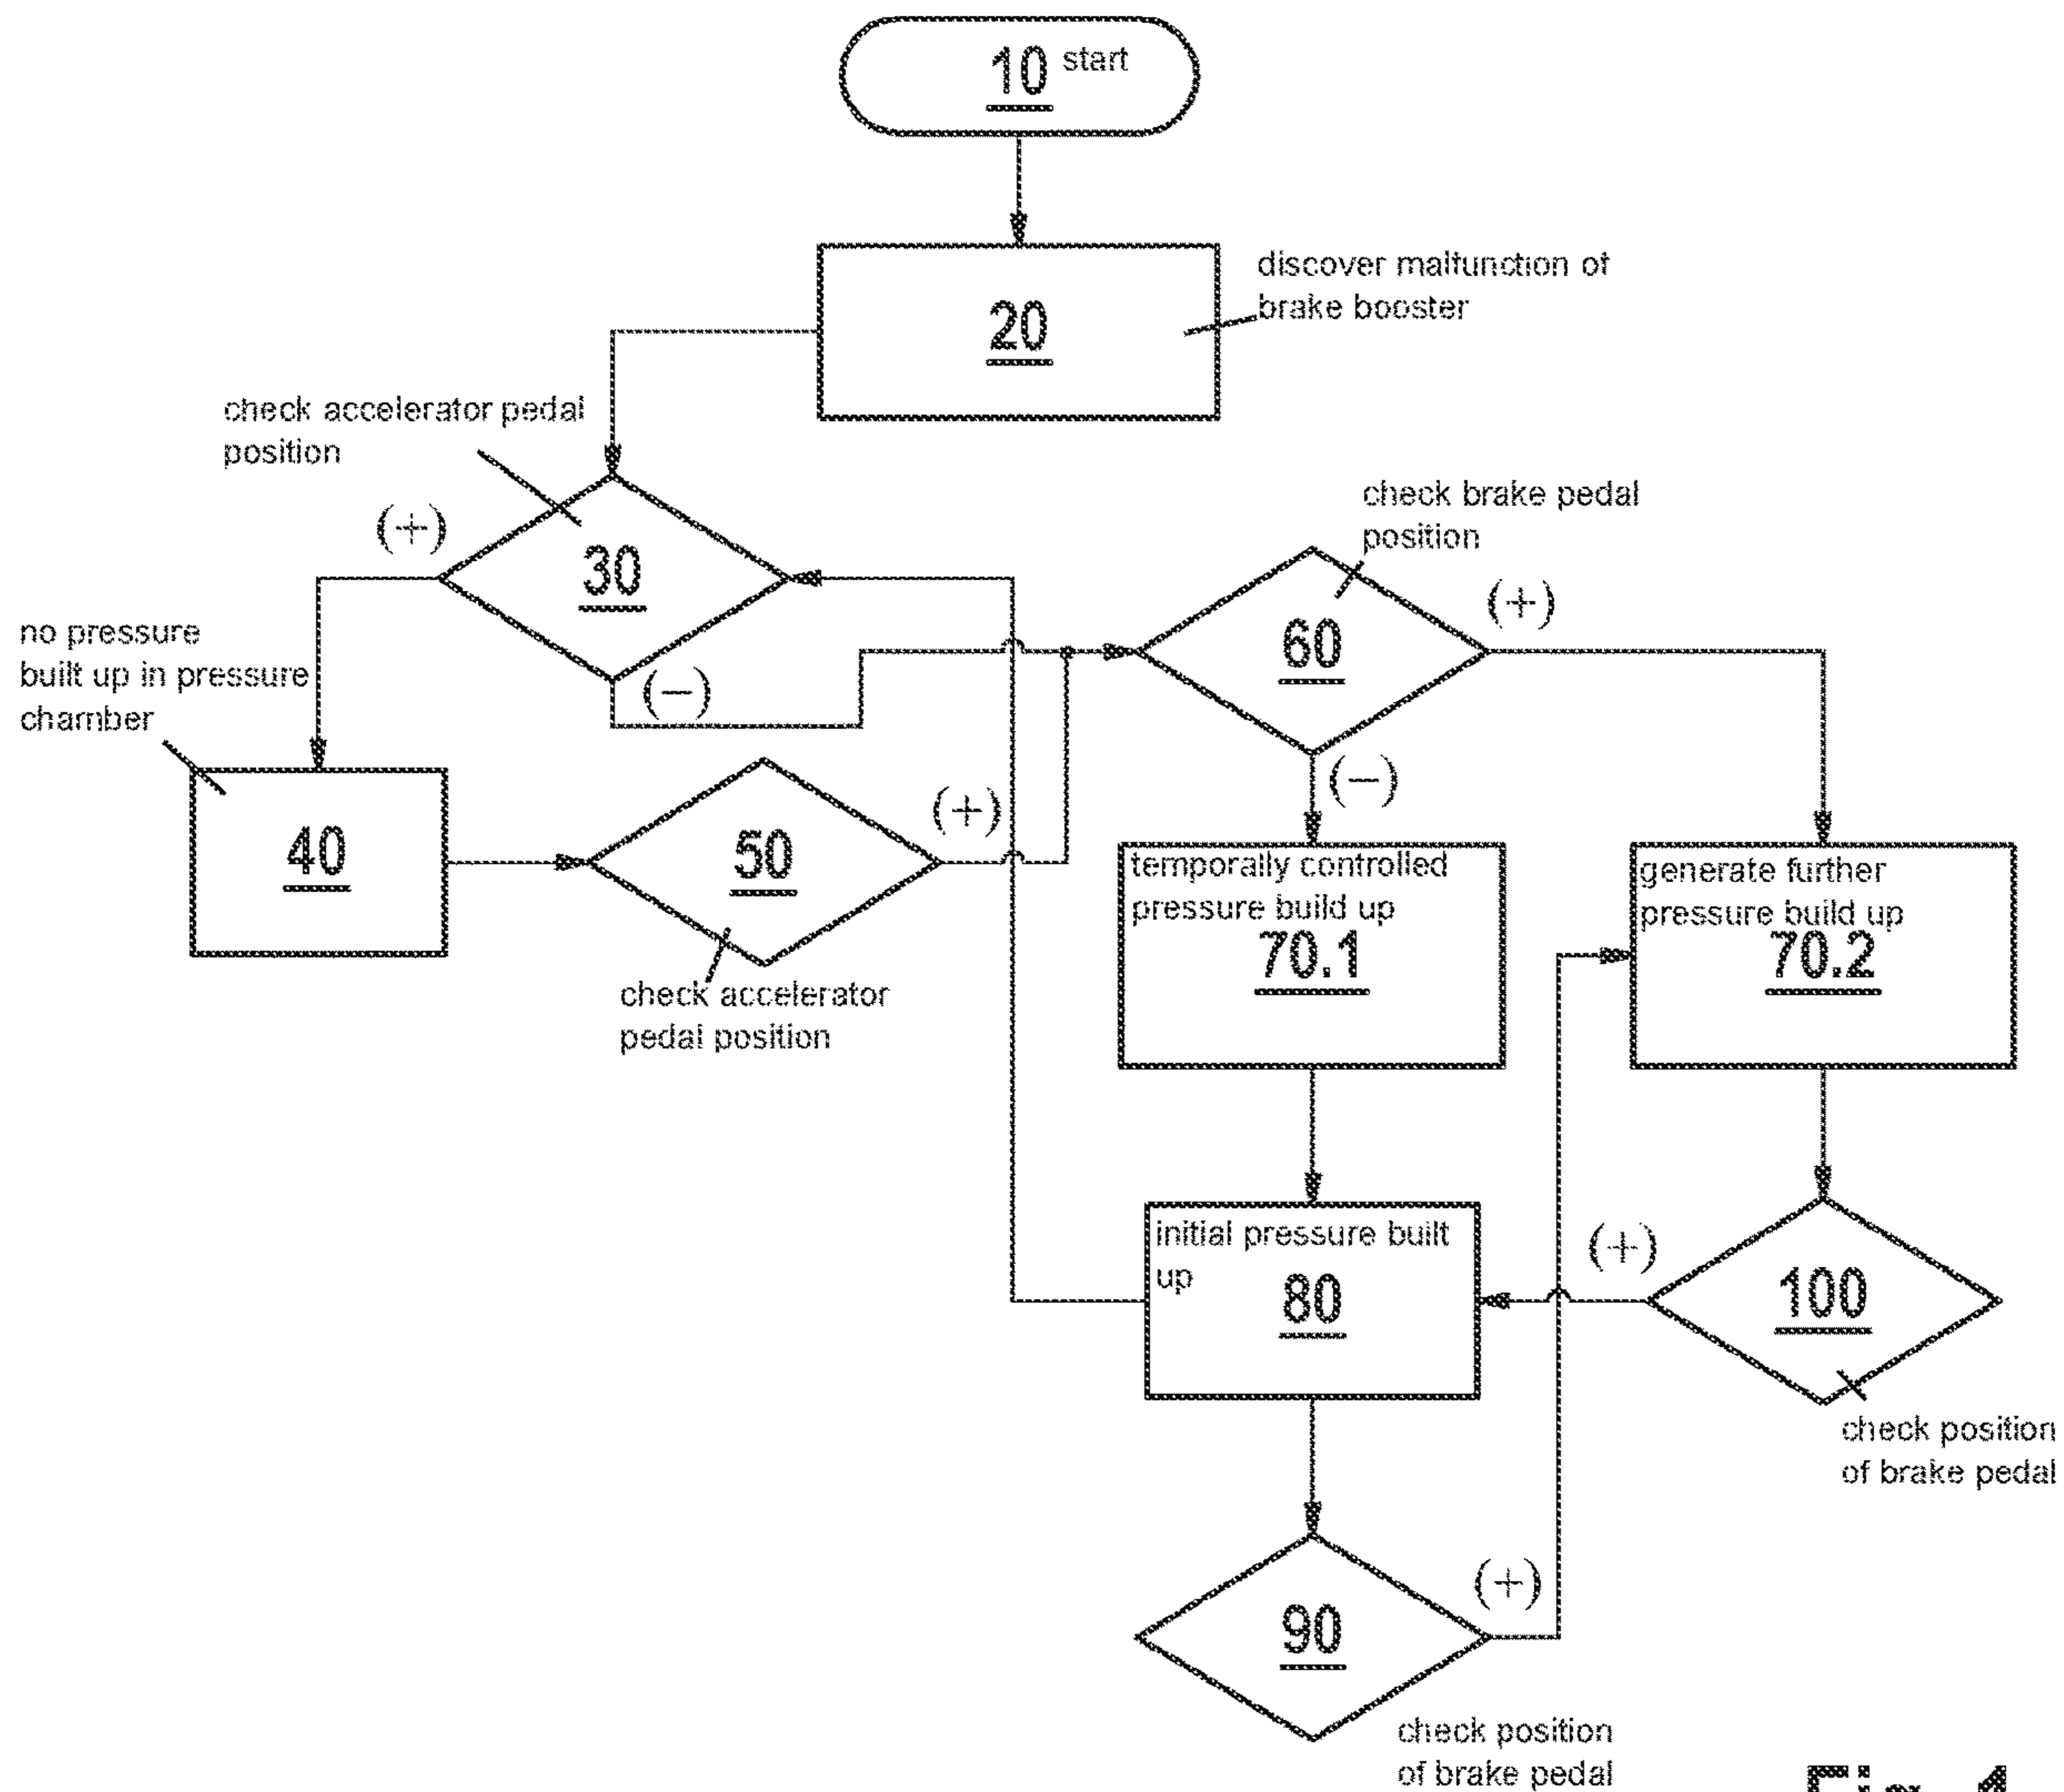 10 start
discover malfunction of
brake booster
20
check accelerator pedal
position
(+)
30
(−)
check brake pedal
position
60
(+)
(−)
no pressure
built up in pressure
chamber
40
50
(+)
check accelerator
pedal position
temporally controlled
pressure build up
70.1
generate further
pressure build up
70.2
initial pressure built
up
80
(+)
100
check position
of brake pedal
90
(+)
check position
of brake pedal
Fig. 1